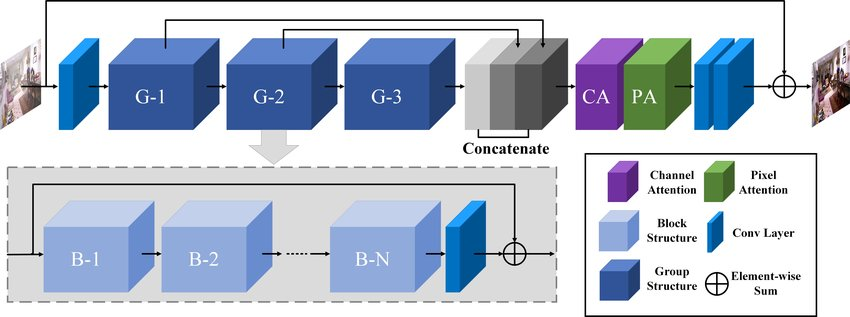 G-1
G-2
G-3
CA
PA
Concatenate
B-1
B-2
B-N
Channel
Attention
Pixel
Attention
Block
Structure
Conv Layer
Group
Structure
Element-wise
Sum